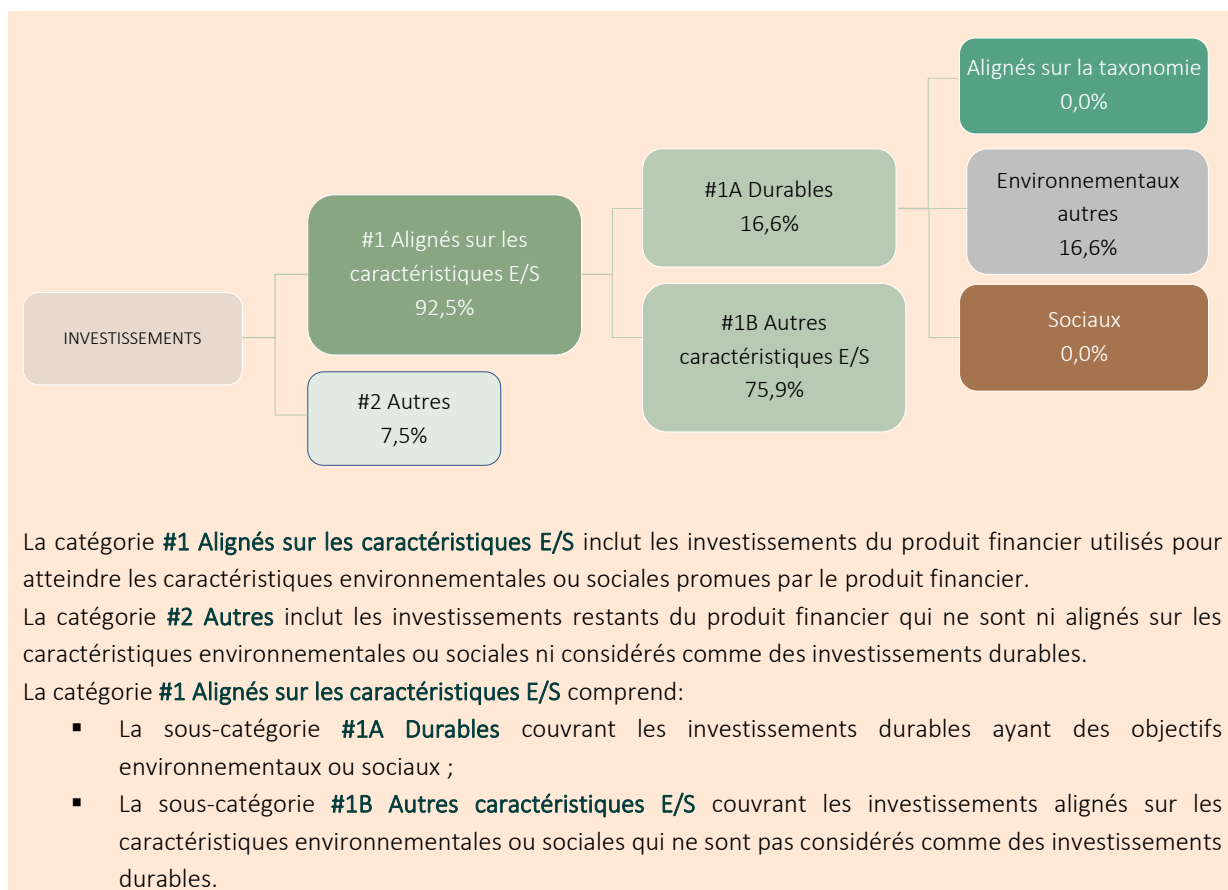 INVESTISSEMENTS
#1 Alignés sur les
caractéristiques E/S
92,5%
#2 Autres
7,5%
#1A Durables
16,6%
#1B Autres
caractéristiques E/S
75,9%
Alignés sur la taxonomie
0,0%
Environnementaux
autres
16,6%
Sociaux
0,0%
La catégorie #1 Alignés sur les caractéristiques E/S inclut les investissements du produit financier utilisés pour
atteindre les caractéristiques environnementales ou sociales promues par le produit financier.
La catégorie #2 Autres inclut les investissements restants du produit financier qui ne sont ni alignés sur les
caractéristiques environnementales ou sociales ni considérés comme des investissements durables.
La catégorie #1 Alignés sur les caractéristiques E/S comprend:
▪ La sous-catégorie #1A Durables couvrant les investissements durables ayant des objectifs
environnementaux ou sociaux ;
▪ La sous-catégorie #1B Autres caractéristiques E/S couvrant les investissements alignés sur les
caractéristiques environnementales ou sociales qui ne sont pas considérés comme des investissements
durables.